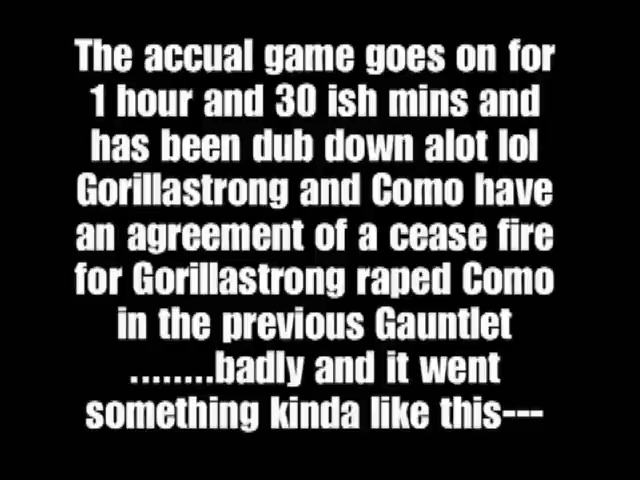 The accual game goes on for
1 hour and 30 ish mins and
has been dub down alot lol
Gorillastrong and Como have
an agreement of a cease fire
for Gorillastrong raped Como
in the previous Gauntlet
........badly and it went
something kinda like this---